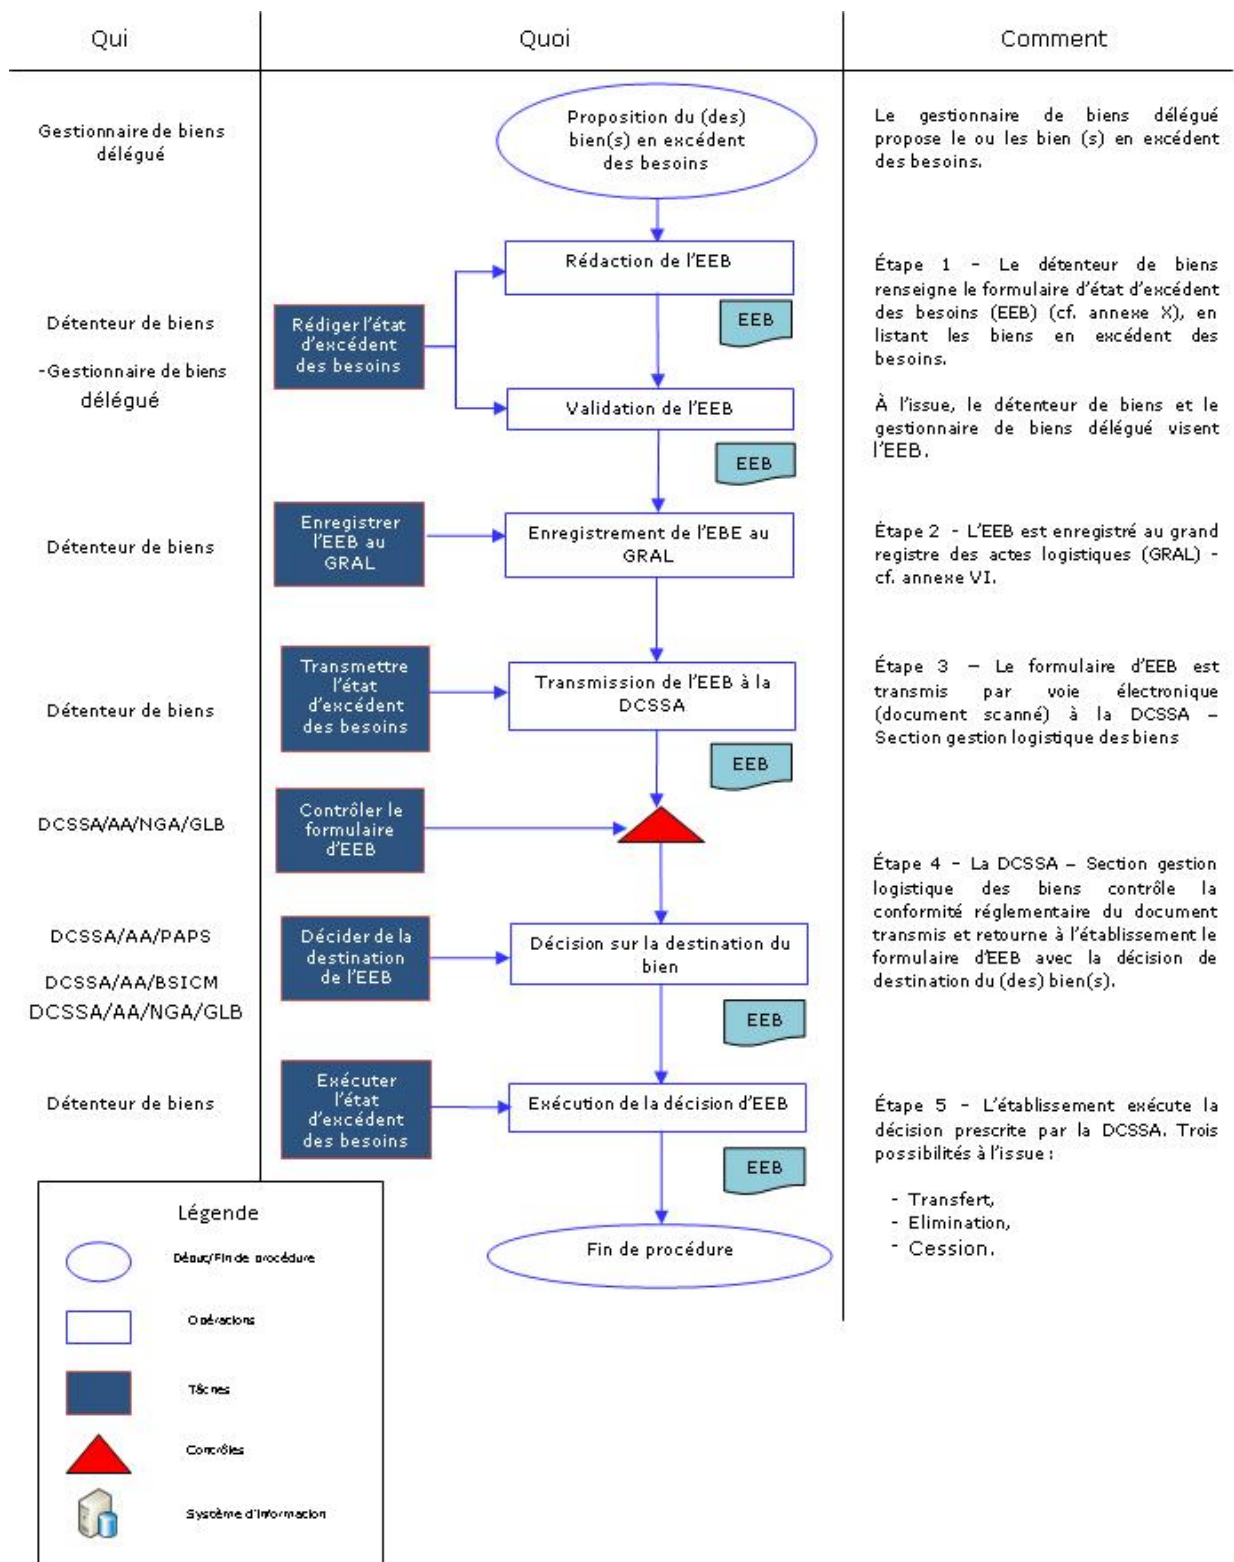 Qui
Quoi
Comment
Gestionnaire de biens
délégué
Proposition du (des)
bien(s) en excédent
des besoins
Le gestionnaire de biens délégué
propose le ou les bien (s) en excédent
des besoins.
Détenteur de biens
-Gestionnaire de biens
délégué
Rédiger l'état
d'excédent
des besoins
Rédaction de l'EEB
EEB
Validation de l'EEB
EEB
Étape 1 - Le détenteur de biens
renseigne le formulaire d'état d'excédent
des besoins (EEB) (cf. annexe X), en
listant les biens en excédent des
besoins.
À l'issue, le détenteur de biens et le
gestionnaire de biens délégué visent
l'EEB.
Détenteur de biens
Enregistrer
l'EEB au
GRAL
Enregistrement de l'EBE au
GRAL
Étape 2 - L'EEB est enregistré au grand
registre des actes logistiques (GRAL) -
cf. annexe VI.
Détenteur de biens
Transmettre
l'état
d'excédent
des besoins
Transmission de l'EEB à la
DCSSA
EEB
Étape 3 – Le formulaire d'EEB est
transmis par voie électronique
(document scanné) à la DCSSA –
Section gestion logistique des biens
DCSSA/AA/NGA/GLB
Contrôler le
formulaire
d'EEB
DCSSA/AA/PAPS
DCSSA/AA/BSICM
DCSSA/AA/NGA/GLB
Décider de la
destination
de l'EEB
Décision sur la destination du
bien
EEB
Étape 4 - La DCSSA – Section gestion
logistique des biens contrôle la
conformité réglementaire du document
transmis et retourne à l'établissement le
formulaire d'EEB avec la décision de
destination du (des) bien(s).
Détenteur de biens
Exécuter
l'état
d'excédent
des besoins
Exécution de la décision d'EEB
EEB
Étape 5 - L'établissement exécute la
décision prescrite par la DCSSA. Trois
possibilités à l'issue :
- Transfert,
- Elimination,
- Cession.
Fin de procédure
Légende
Début/Fin de procédure
Opérations
Tâches
Contrôles
Système d'information